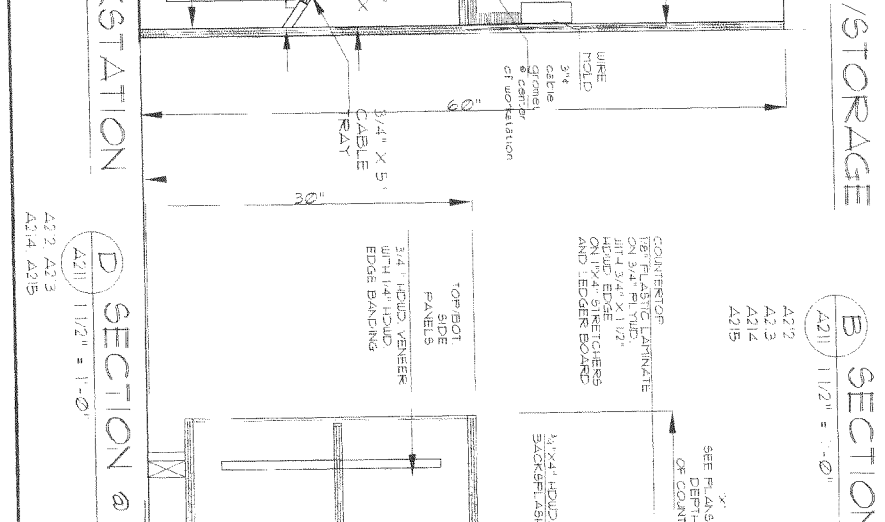 /STORAGE
B SECTION
A211 1 1/2" = 1'-0"
A212
A213
A214
A215
WIRE
MOLD
3"φ
cable
gromet
@ center
of workstation
60"
3/4" X 5"
CABLE
TRAY
X
30"
KSTATION
D SECTION @
A211 1 1/2" = 1'-0"
A212, A213
A214, A215
COUNTERTOP
1/8" PLASTIC LAMINATE
ON 3/4" PLYWD.
WITH 3/4" X 1 1/2"
HDWD EDGE
ON 1"X4" STRETCHERS
AND LEDGER BOARD
TOP/BOT.
SIDE
PANELS
3/4" HDWD. VENEER
WITH 1/4" HDWD.
EDGE BANDING
"X"
SEE PLANS
DEPTH
OF COUNT
3/4"X4" HDWD
BACKSPLASH